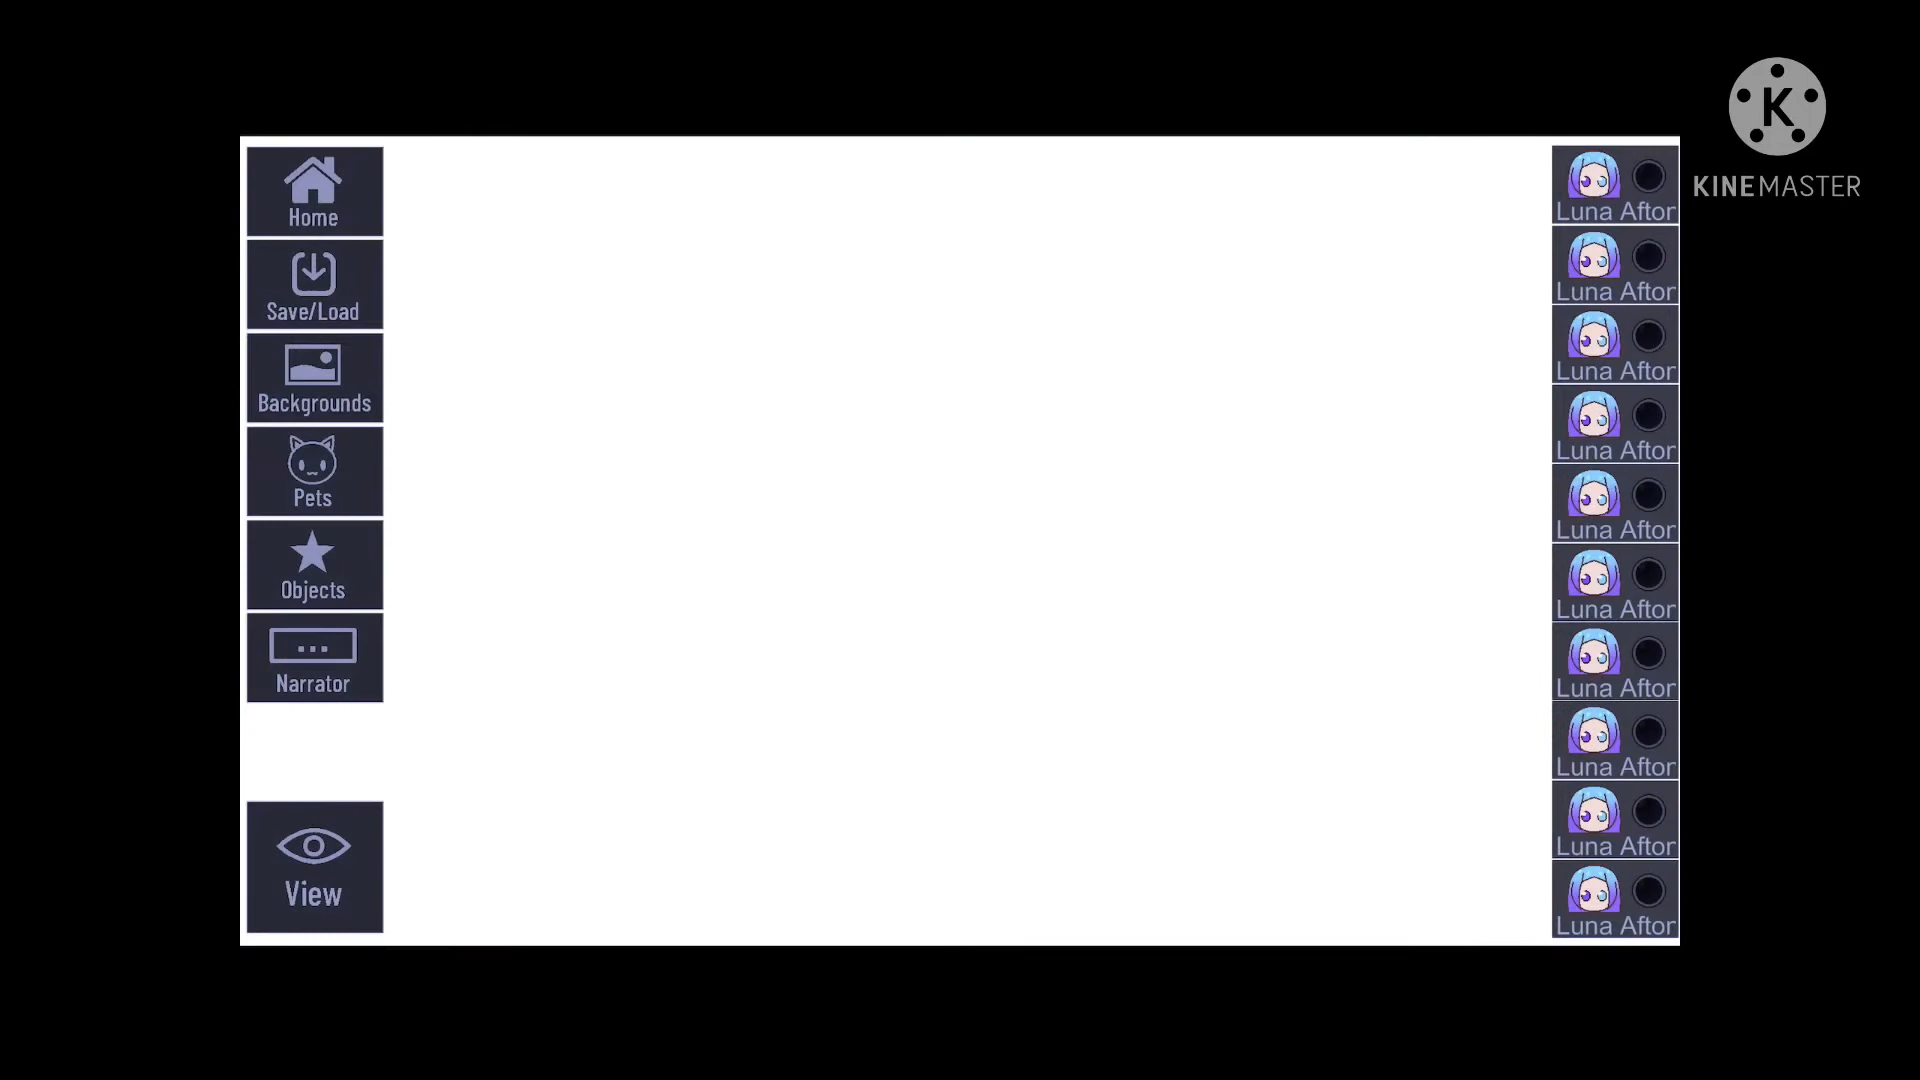 Home
Save/Load
Backgrounds
Pets
Objects
...
Narrator
View
Luna Aftor
Luna Aftor
Luna Aftor
Luna Aftor
Luna Aftor
Luna Aftor
Luna Aftor
Luna Aftor
Luna Aftor
Luna Aftor
K
KINEMASTER